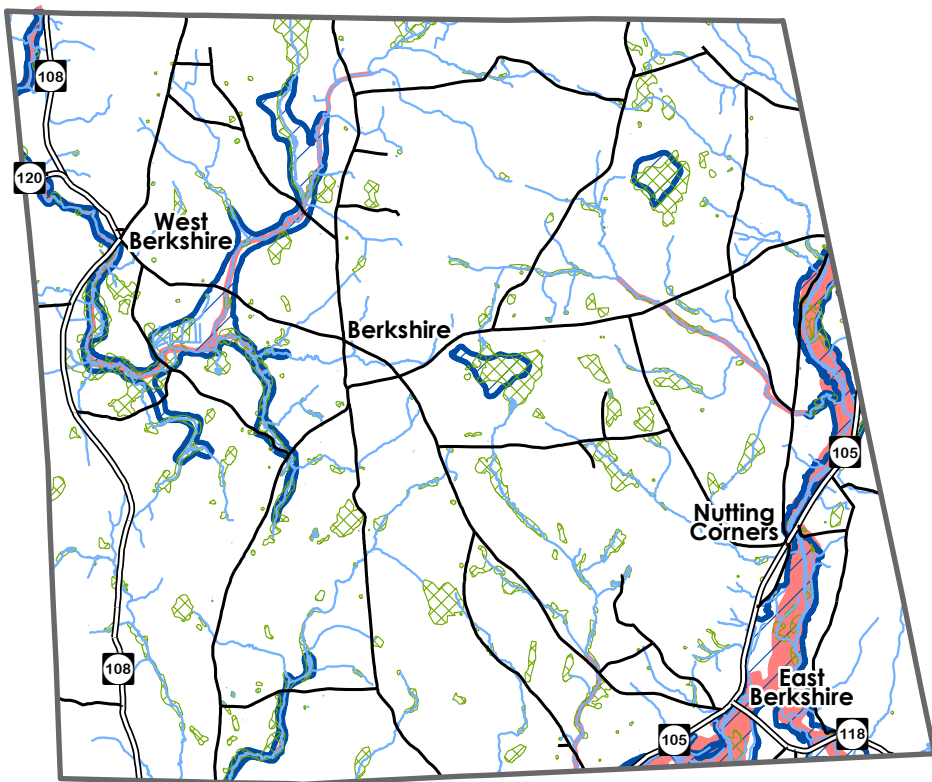 108
120
West
Berkshire
Berkshire
105
Nutting
Corners
108
East
Berkshire
105
118